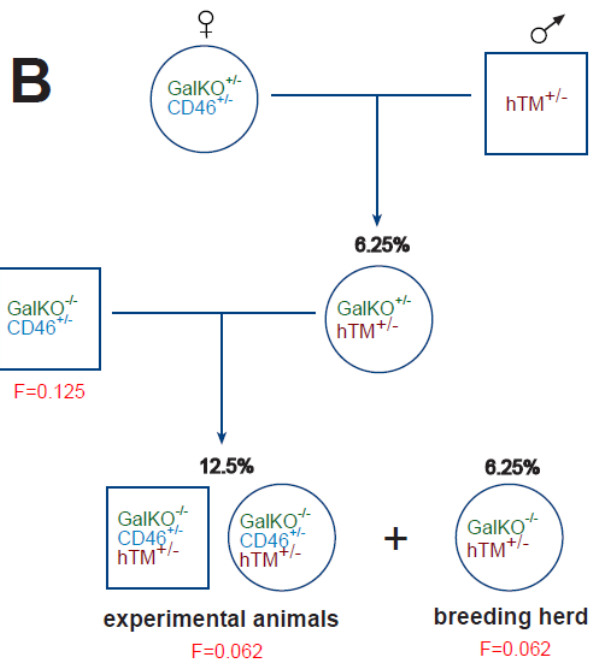 ♀
♂
B
GalKO+/-
CD46+/-
hTM+/-
6.25%
GalKO-/-
CD46+/-
GalKO+/-
hTM+/-
F=0.125
12.5%
6.25%
GalKO-/-
CD46+/-
hTM+/-
GalKO-/-
CD46+/-
hTM+/-
+
GalKO-/-
hTM+/-
experimental animals
breeding herd
F=0.062
F=0.062